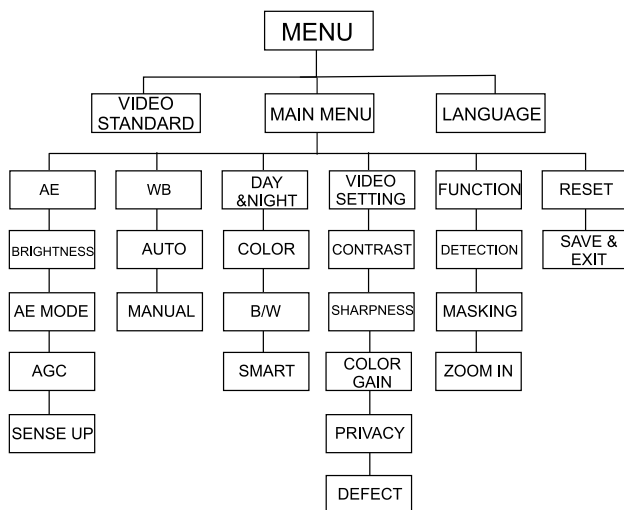 MENU
VIDEO
STANDARD
MAIN MENU
LANGUAGE
AE
WB
DAY
&NIGHT
VIDEO
SETTING
FUNCTION
RESET
BRIGHTNESS
AUTO
COLOR
CONTRAST
DETECTION
SAVE &
EXIT
AE MODE
MANUAL
B/W
SHARPNESS
MASKING
AGC
SMART
COLOR
GAIN
ZOOM IN
SENSE UP
PRIVACY
DEFECT